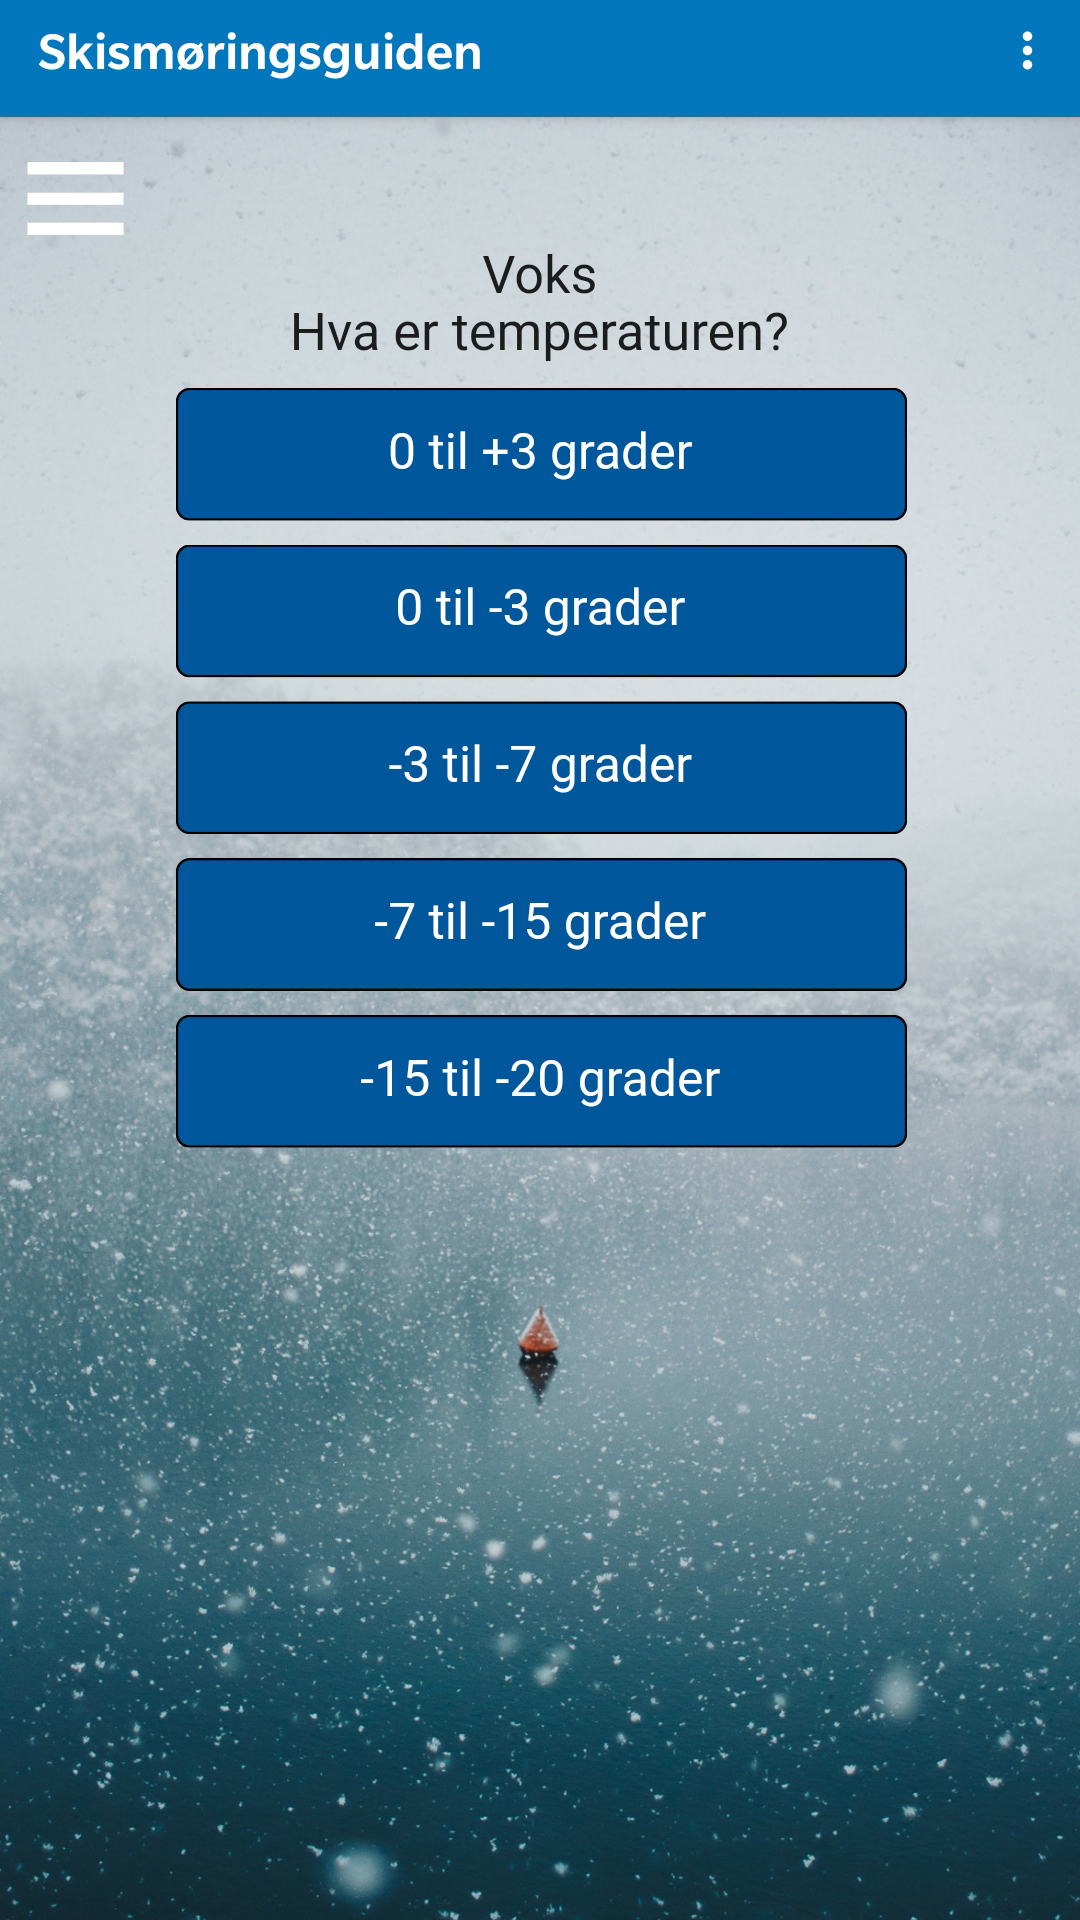 Skismøringsguiden
Voks
Hva er temperaturen?
0 til +3 grader
0 til -3 grader
-3 til -7 grader
-7 til -15 grader
-15 til -20 grader